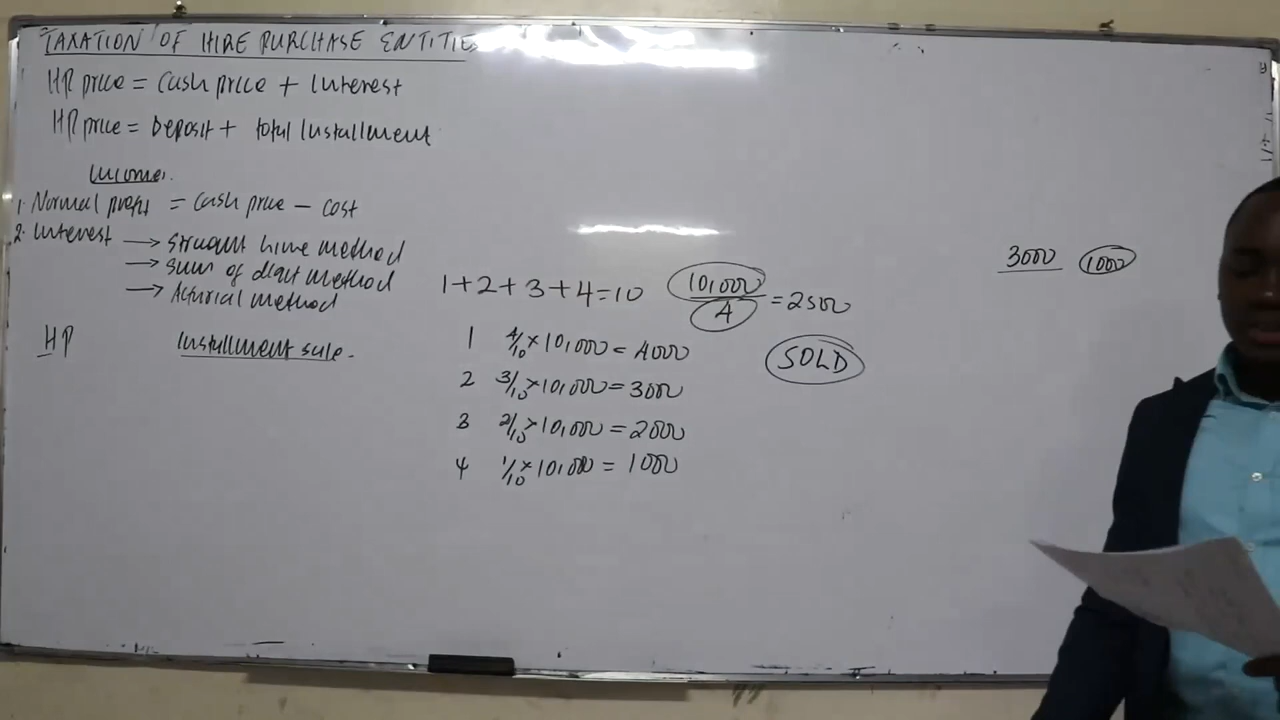 TAXATION OF HIRE PURCHASE ENTITIES
HP price = Cash price + Interest
HP price = Deposit + total Installment
Income.
1. Normal profit = Cash price - cost
2. Interest → Straight line method
→ Sum of digit method
→ Acturial method
1+2+3+4=10
10,000
4
= 2500
3000 1000
HP Installment sale.
1 4/10 × 10,000 = 4000
SOLD
2 3/10 × 10,000 = 3000
3 2/10 × 10,000 = 2000
4 1/10 × 10,000 = 1000